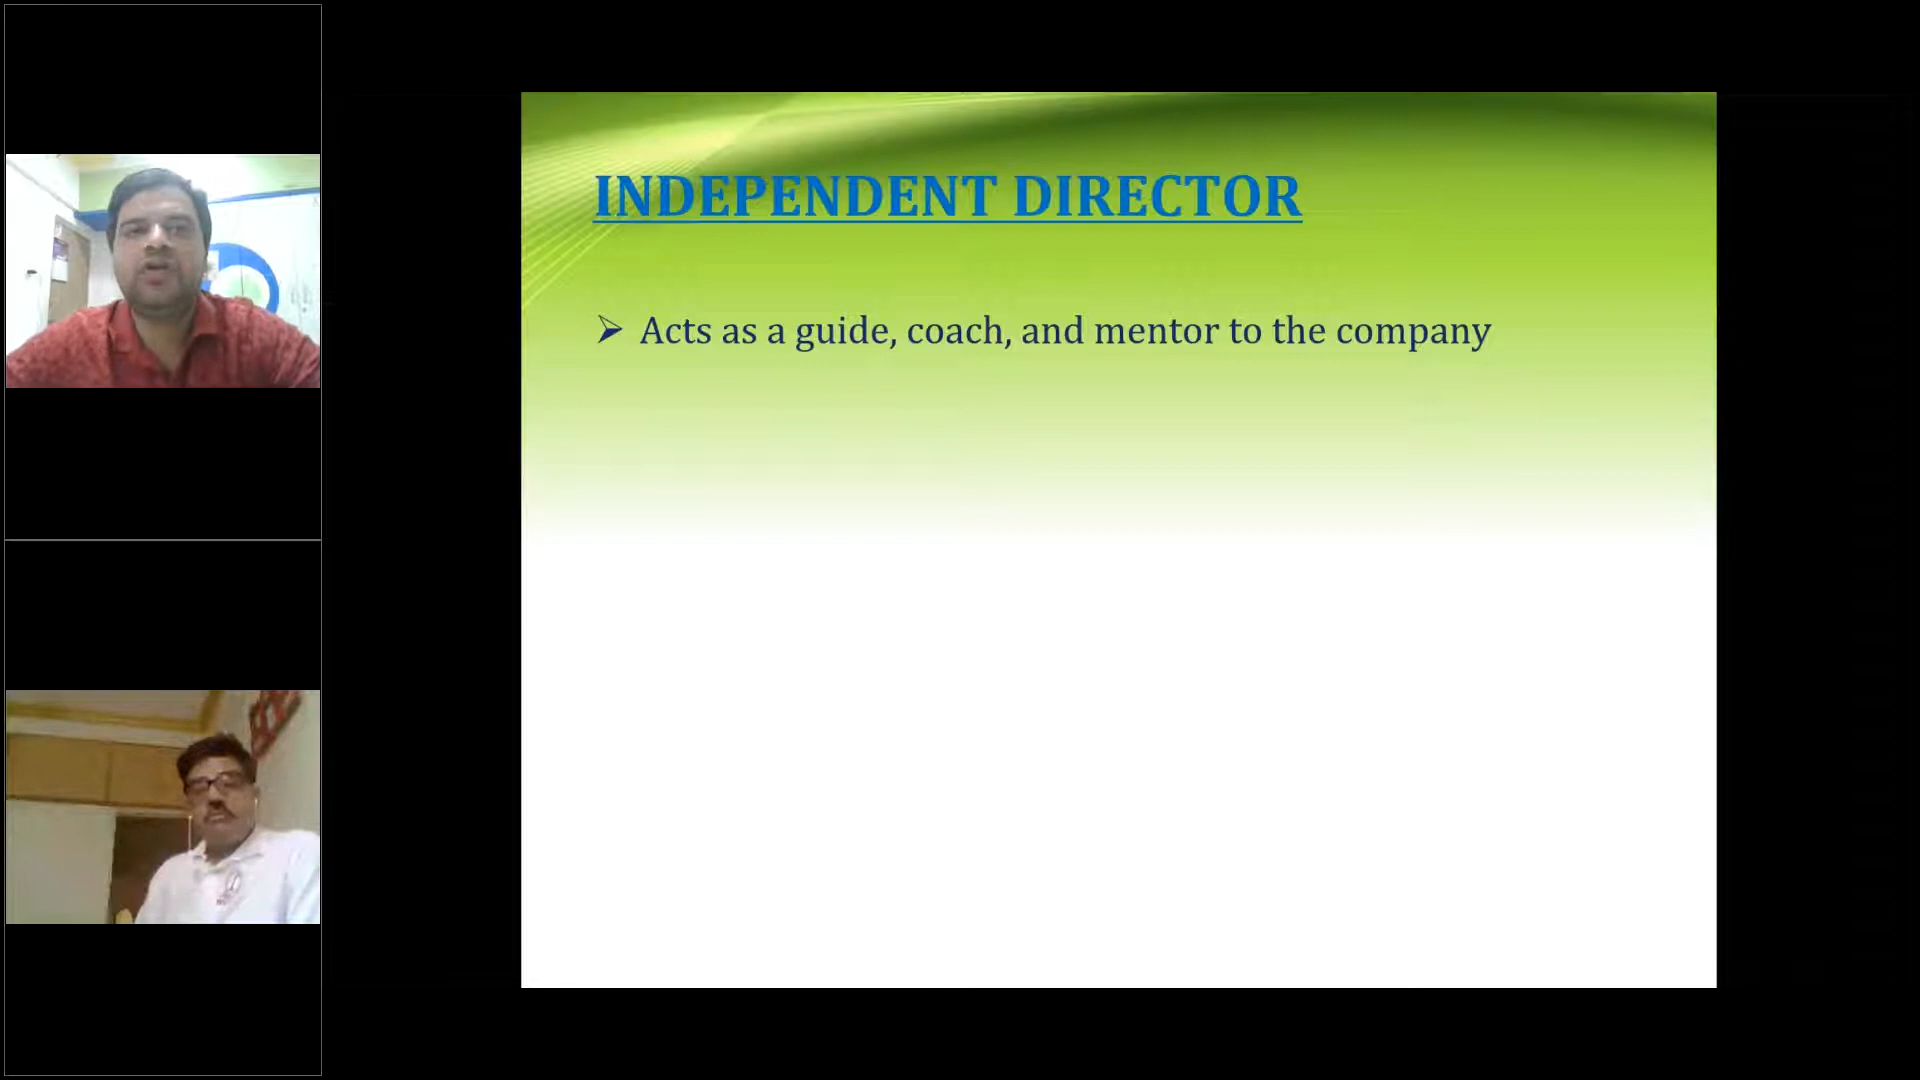 INDEPENDENT DIRECTOR
Acts as a guide, coach, and mentor to the company